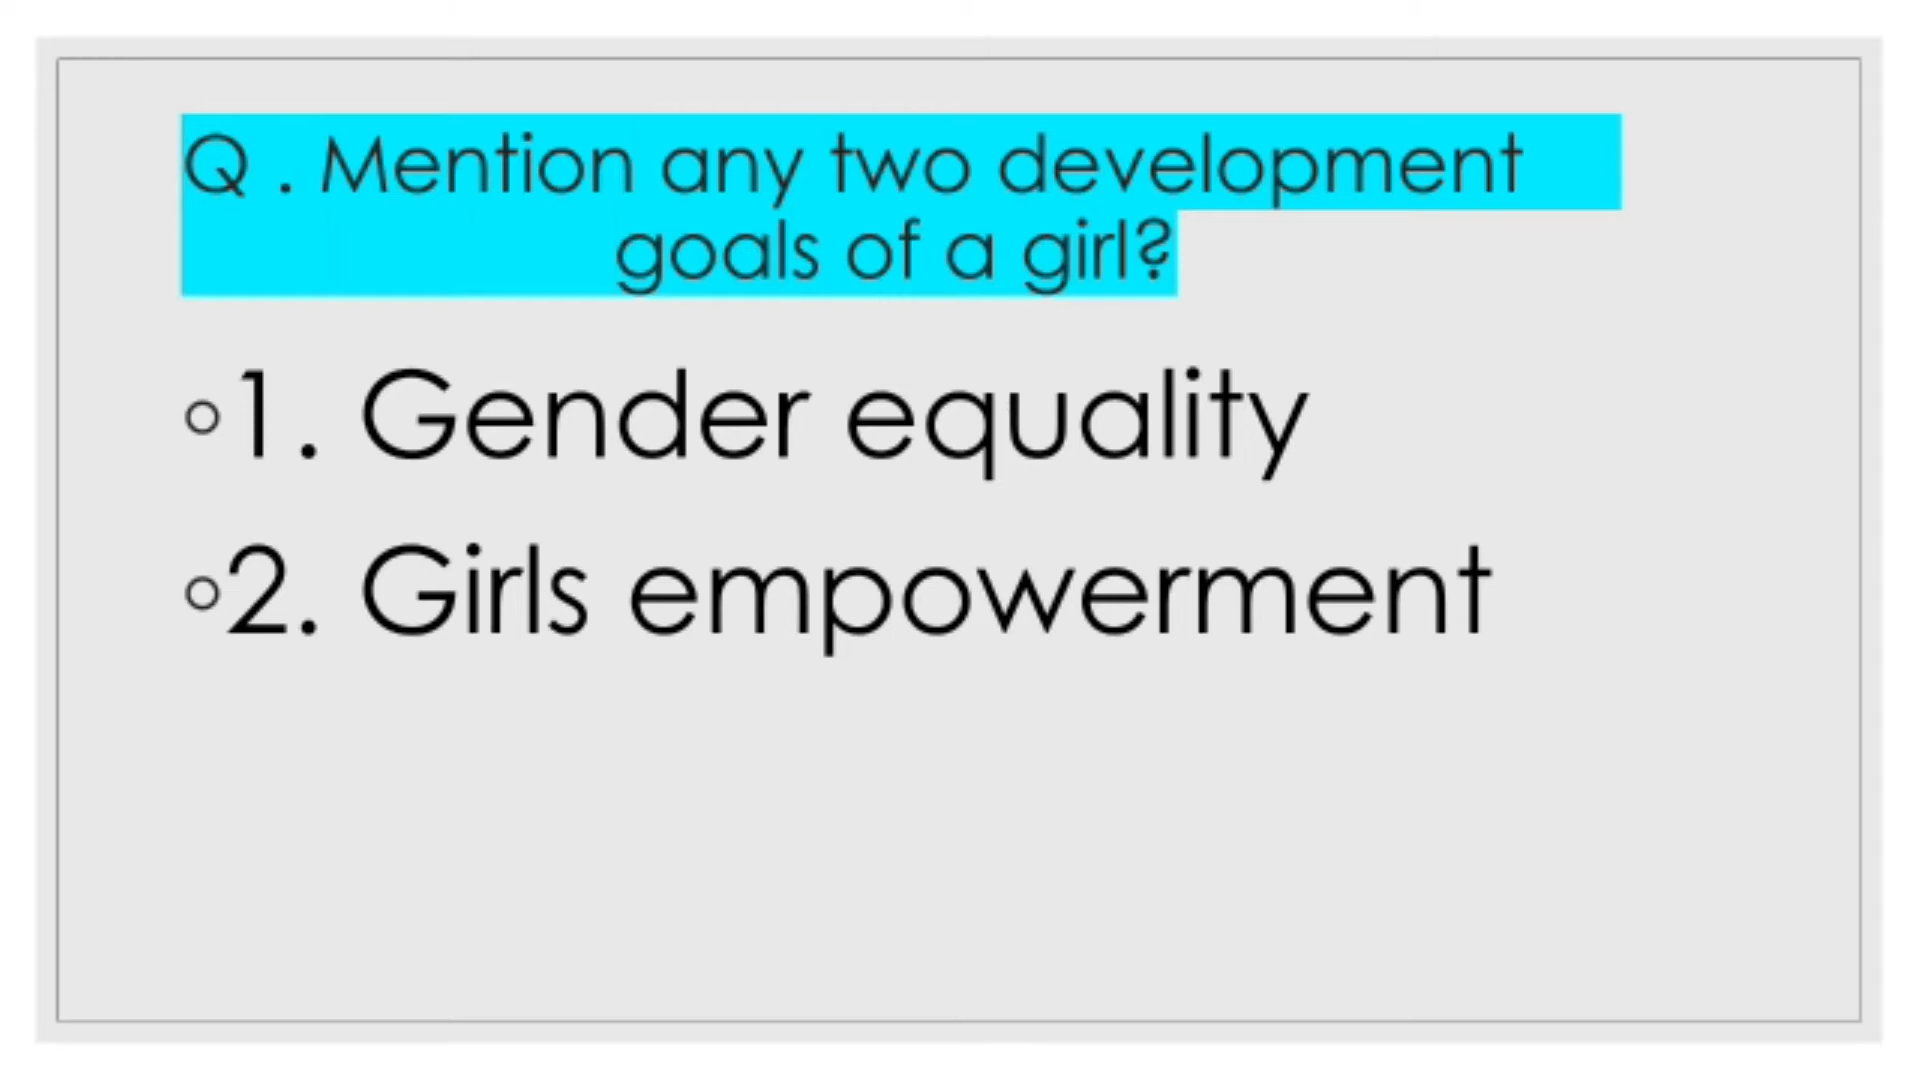 Q . Mention any two development
goals of a girl?
◦1. Gender equality
◦2. Girls empowerment